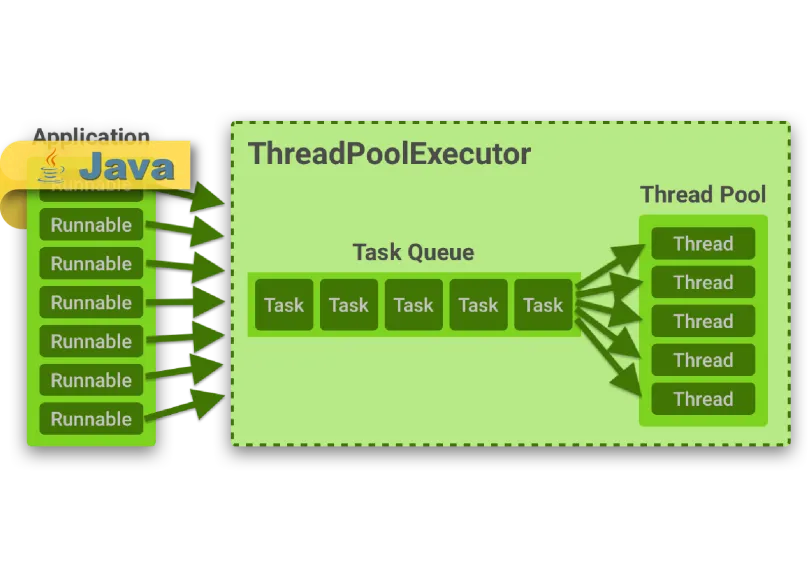 Application
Java
Runnable
Runnable
Runnable
Runnable
Runnable
Runnable
Runnable
ThreadPoolExecutor
Task Queue
Task
Task
Task
Task
Task
Thread Pool
Thread
Thread
Thread
Thread
Thread